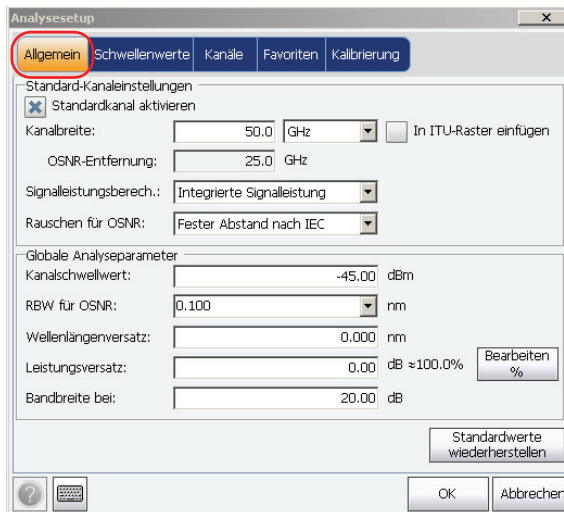 Analysesetup
Allgemein Schwellenwerte Kanäle Favoriten Kalibrierung
Standard-Kanaleinstellungen
Standardkanal aktivieren
Kanalbreite: 50.0 GHz In ITU-Raster einfügen
OSNR-Entfernung: 25.0 GHz
Signalleistungsberech.: Integrierte Signalleistung
Rauschen für OSNR: Fester Abstand nach IEC
Globale Analyseparameter
Kanalschwellwert: -45.00 dBm
RBW für OSNR: 0.100 nm
Wellenlängenversatz: 0.000 nm
Leistungsversatz: 0.00 dB ≈100.0% Bearbeiten
%
Bandbreite bei: 20.00 dB
Standardwerte
wiederherstellen
? OK Abbrechen